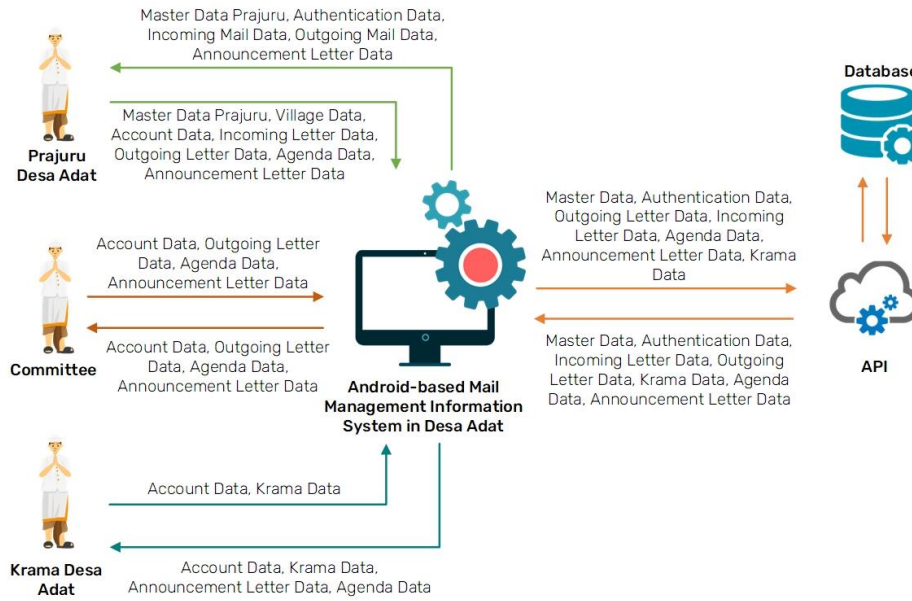 Master Data Prajuru, Authentication Data,
Incoming Mail Data, Outgoing Mail Data,
Announcement Letter Data
Master Data Prajuru, Village Data,
Account Data, Incoming Letter Data,
Outgoing Letter Data, Agenda Data,
Announcement Letter Data
Prajuru
Desa Adat
Database
Master Data, Authentication Data,
Outgoing Letter Data, Incoming
Letter Data, Agenda Data,
Announcement Letter Data, Krama
Data
Account Data, Outgoing Letter
Data, Agenda Data,
Announcement Letter Data
Account Data, Outgoing Letter
Data, Agenda Data,
Announcement Letter Data
Committee
Master Data, Authentication Data,
Incoming Letter Data, Outgoing
Letter Data, Krama Data, Agenda
Data, Announcement Letter Data
API
Android-based Mail
Management Information
System in Desa Adat
Account Data, Krama Data
Krama Desa
Adat
Account Data, Krama Data,
Announcement Letter Data, Agenda Data